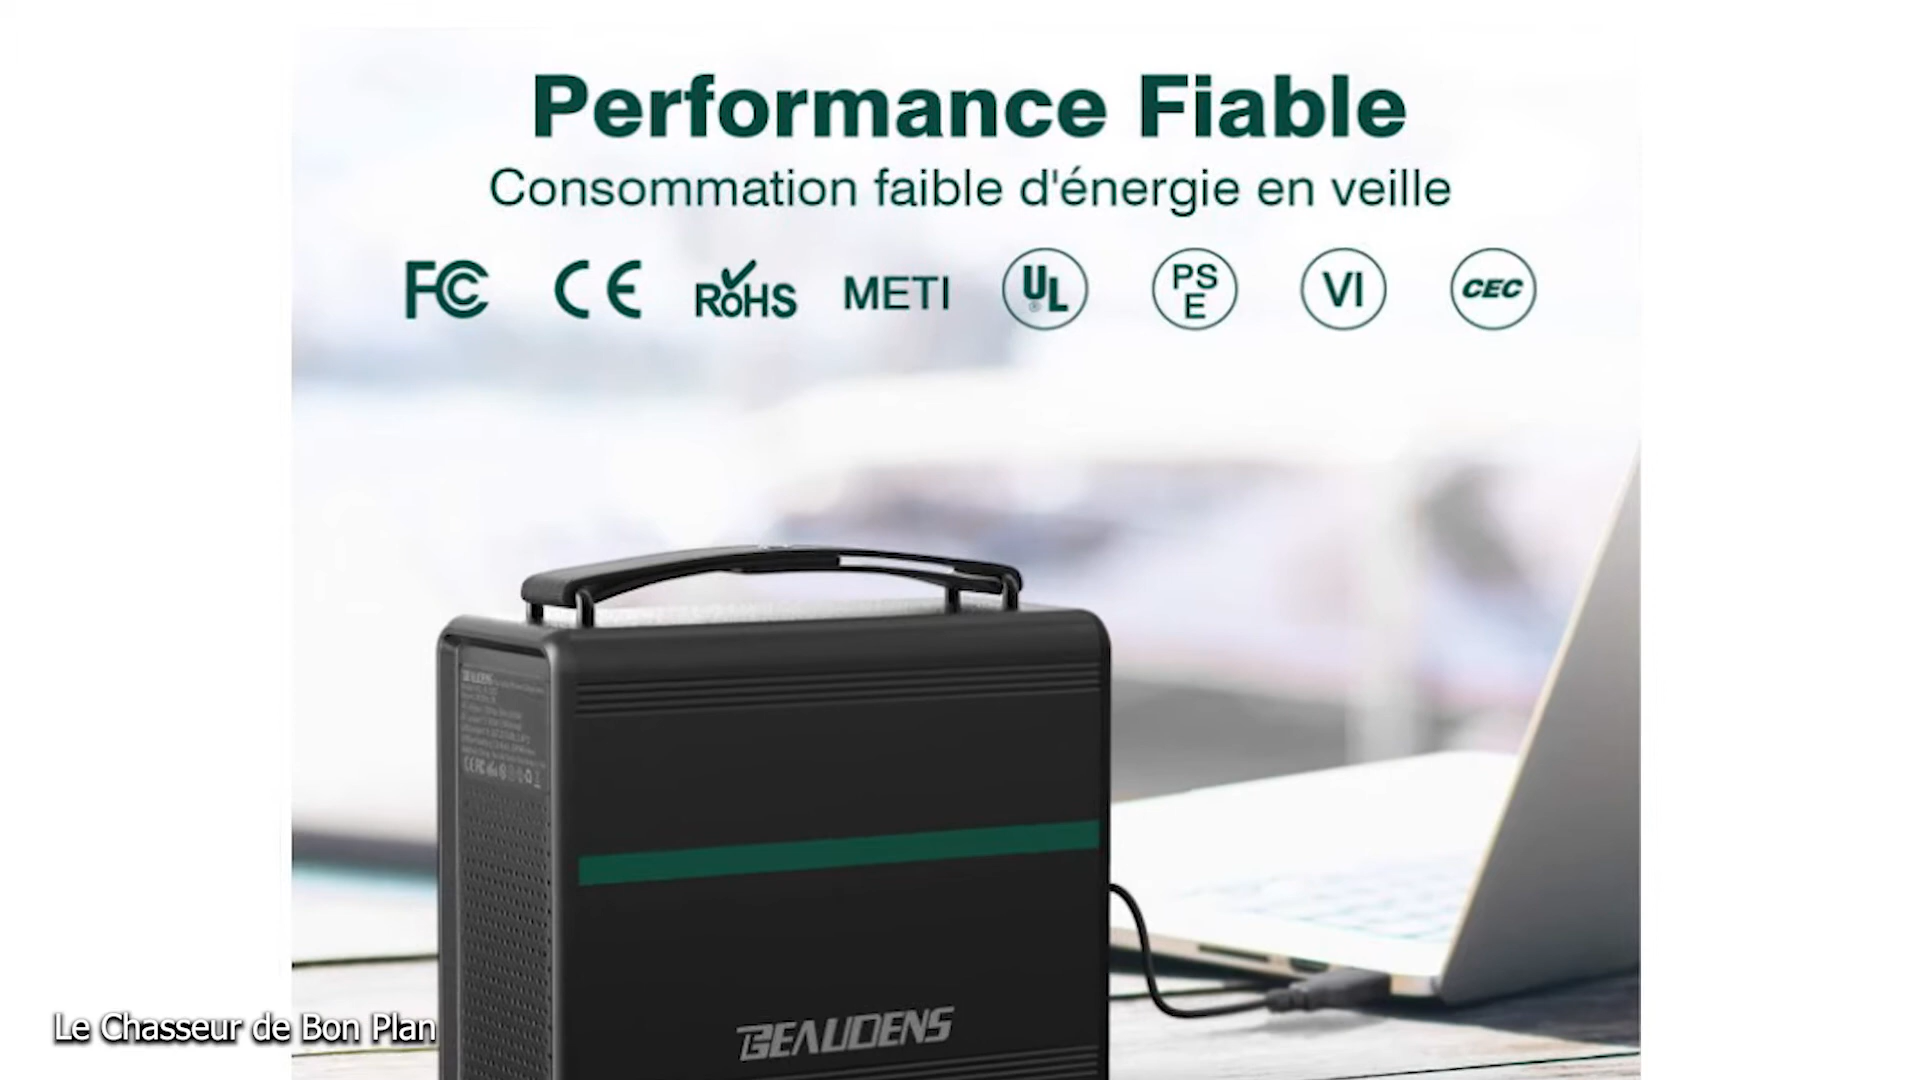 Performance Fiable
Consommation faible d'énergie en veille
FC CE RoHS METI UL PSE VI CEC
BEAUDENS
BEAUDENS
Le Chasseur de Bon Plan